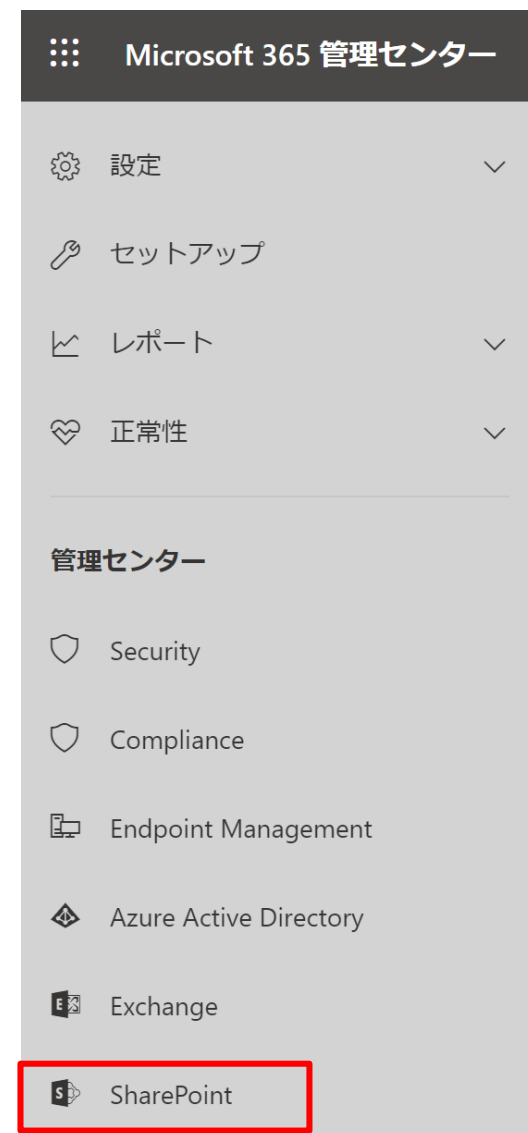 Microsoft 365 管理センター
設定
セットアップ
レポート
正常性
管理センター
Security
Compliance
Endpoint Management
Azure Active Directory
Exchange
SharePoint